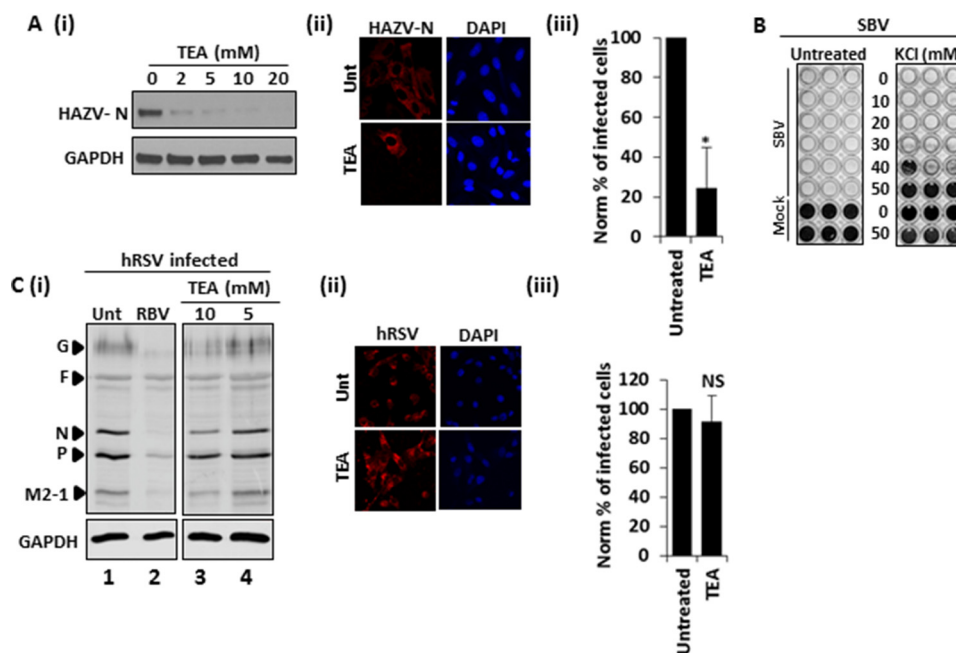 A (i)
TEA (mM)
0 2 5 10 20
HAZV- N
GAPDH
(ii)
HAZV-N DAPI
Unt
TEA
(iii)
Norm % of infected cells
100
80
60
40
20
0
*
Untreated
TEA
B
SBV
Untreated KCl (mM
SBV
Mock
0
10
20
30
40
50
0
50
hRSV infected
C (i)
TEA (mM)
Unt RBV 10 5
G
F
N
P
M2-1
GAPDH
1 2 3 4
(ii)
hRSV DAPI
Unt
TEA
(iii)
Norm % of infected cells
120
100
80
60
40
20
0
NS
Untreated
TEA